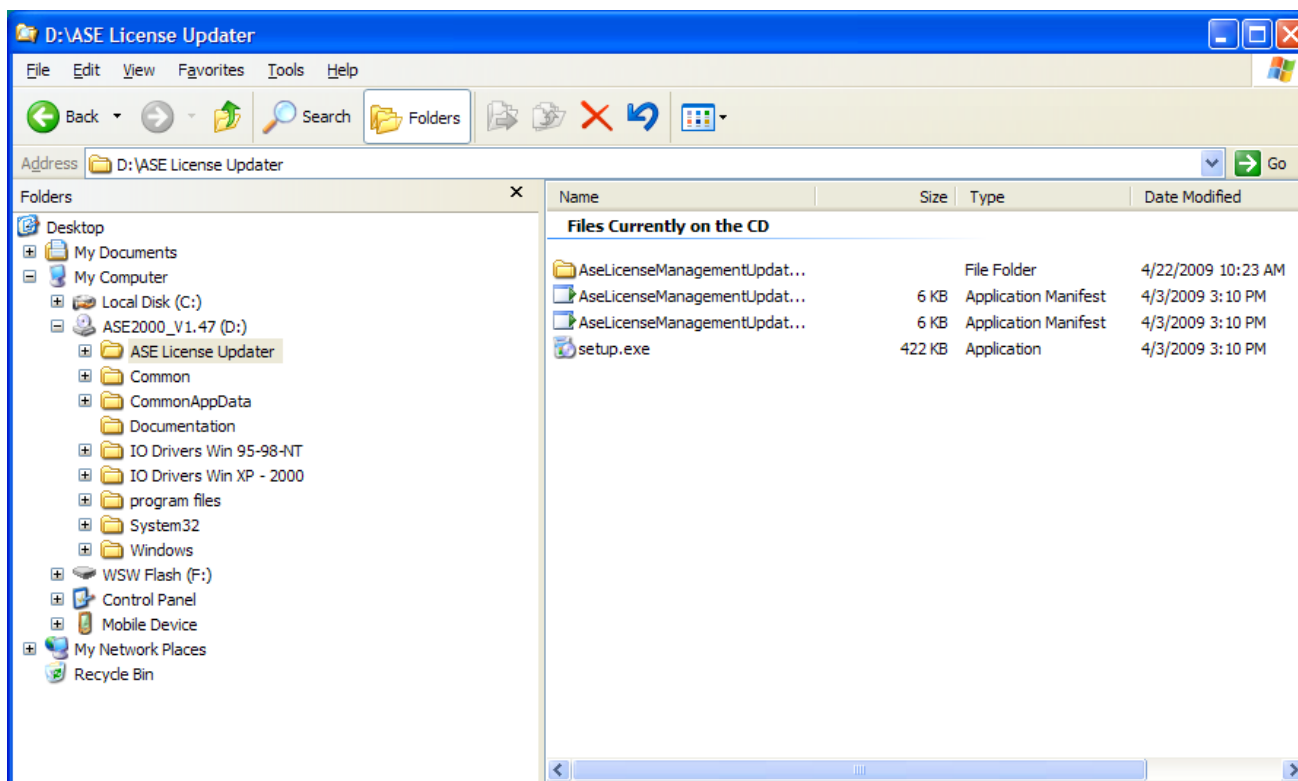 D:\ASE License Updater
File Edit View Favorites Tools Help
Back Search Folders
Address D:\ASE License Updater Go
Folders
Desktop
My Documents
My Computer
Local Disk (C:)
ASE2000_V1.47 (D:)
ASE License Updater
Common
CommonAppData
Documentation
IO Drivers Win 95-98-NT
IO Drivers Win XP - 2000
program files
System32
Windows
WSW Flash (F:)
Control Panel
Mobile Device
My Network Places
Recycle Bin
Name Size Type Date Modified
Files Currently on the CD
AseLicenseManagementUpdat... File Folder 4/22/2009 10:23 AM
AseLicenseManagementUpdat... 6 KB Application Manifest 4/3/2009 3:10 PM
AseLicenseManagementUpdat... 6 KB Application Manifest 4/3/2009 3:10 PM
setup.exe 422 KB Application 4/3/2009 3:10 PM